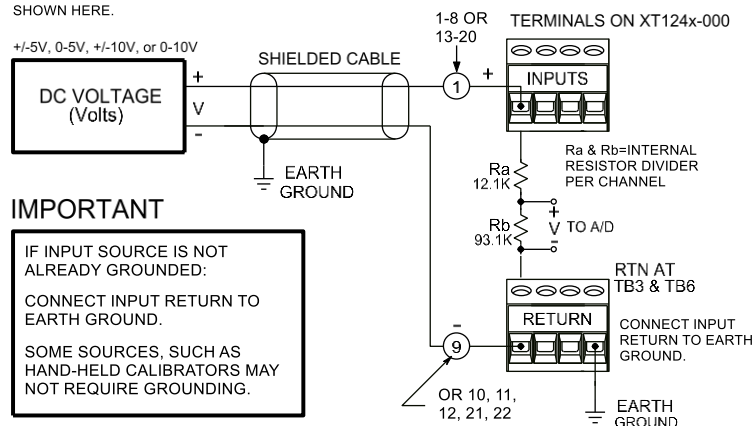 SHOWN HERE.
+/-5V, 0-5V, +/-10V, or 0-10V
DC VOLTAGE
(Volts)
+
V
-
SHIELDED CABLE
EARTH
GROUND
1-8 OR
13-20
1
+
TERMINALS ON XT124x-000
INPUTS
Ra & Rb=INTERNAL
RESISTOR DIVIDER
PER CHANNEL
Ra
12.1K
Rb
93.1K
+
V TO A/D
-
RTN AT
TB3 & TB6
RETURN
CONNECT INPUT
RETURN TO EARTH
GROUND.
-
9
OR 10, 11,
12, 21, 22
EARTH
GROUND
IMPORTANT
IF INPUT SOURCE IS NOT
ALREADY GROUNDED:
CONNECT INPUT RETURN TO
EARTH GROUND.
SOME SOURCES, SUCH AS
HAND-HELD CALIBRATORS MAY
NOT REQUIRE GROUNDING.